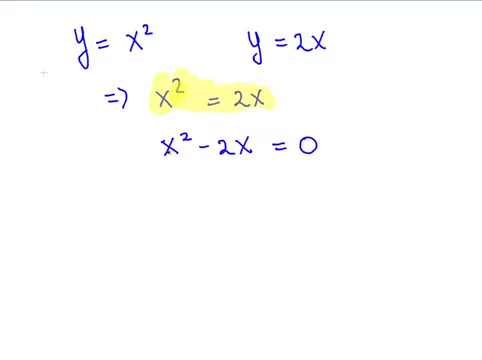 y = x² y = 2x
=> x² = 2x
x² - 2x = 0